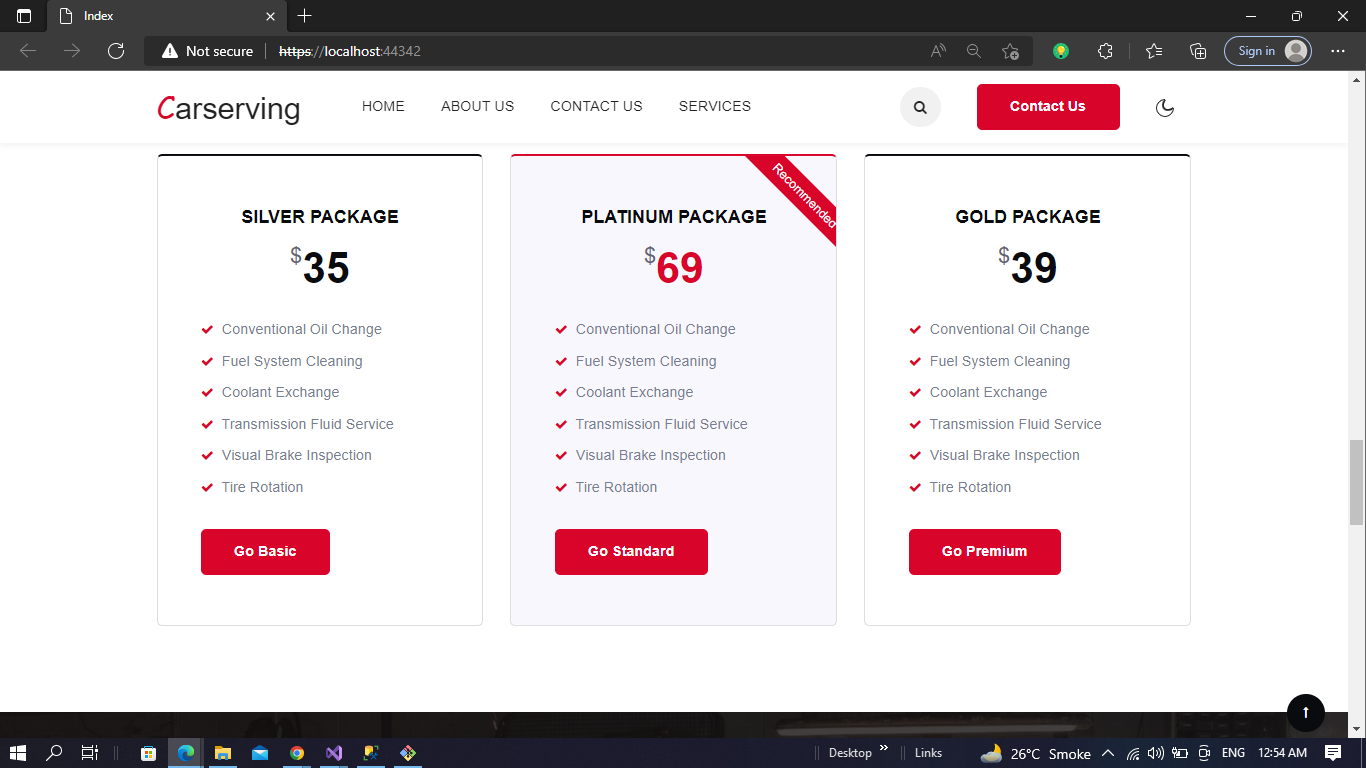 Index
Not secure https://localhost:44342
Sign in
Carserving HOME ABOUT US CONTACT US SERVICES Contact Us
SILVER PACKAGE
$35
Conventional Oil Change
Fuel System Cleaning
Coolant Exchange
Transmission Fluid Service
Visual Brake Inspection
Tire Rotation
Go Basic
Recommended
PLATINUM PACKAGE
$69
Conventional Oil Change
Fuel System Cleaning
Coolant Exchange
Transmission Fluid Service
Visual Brake Inspection
Tire Rotation
Go Standard
GOLD PACKAGE
$39
Conventional Oil Change
Fuel System Cleaning
Coolant Exchange
Transmission Fluid Service
Visual Brake Inspection
Tire Rotation
Go Premium
Desktop » Links 26°C Smoke ENG 12:54 AM